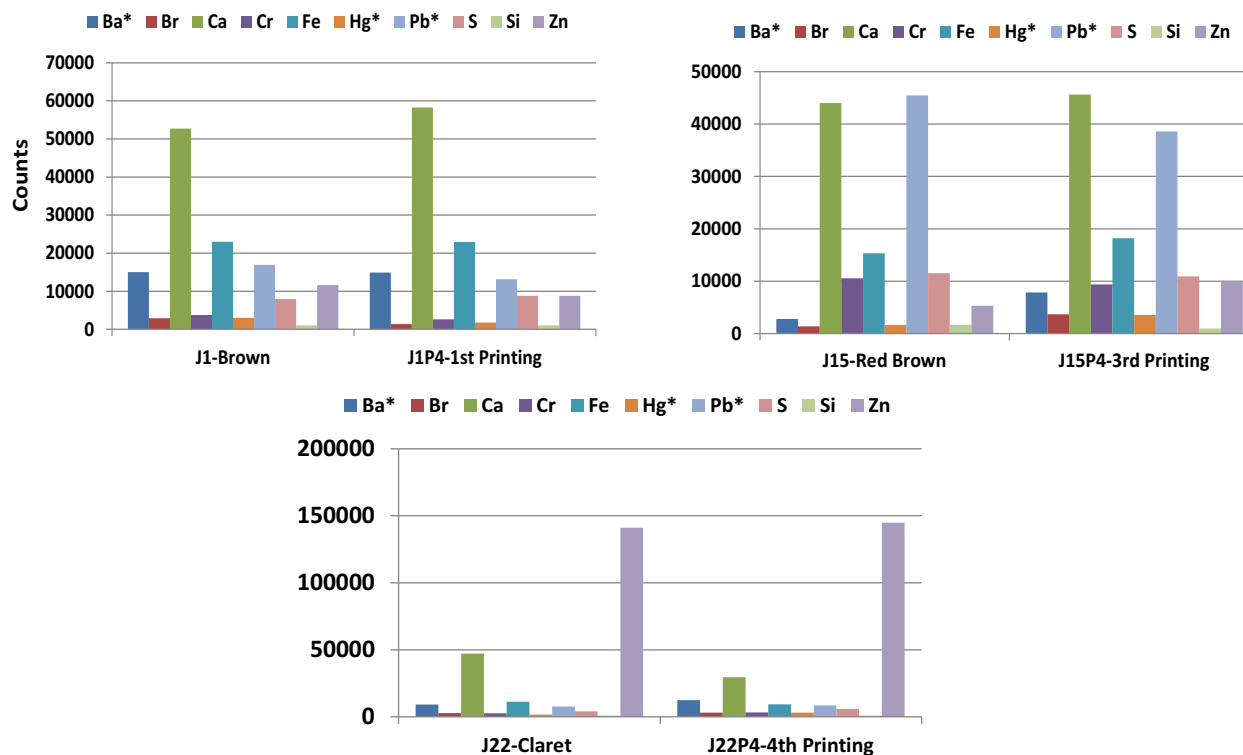 Ba* Br Ca Cr Fe Hg* Pb* S Si Zn
Counts
80000
70000
60000
50000
40000
30000
20000
10000
0
J1-Brown J1P4-1st Printing
Ba* Br Ca Cr Fe Hg* Pb* S Si Zn
50000
40000
30000
20000
10000
0
J15-Red Brown J15P4-3rd Printing
Ba* Br Ca Cr Fe Hg* Pb* S Si Zn
200000
150000
100000
50000
0
J22-Claret J22P4-4th Printing